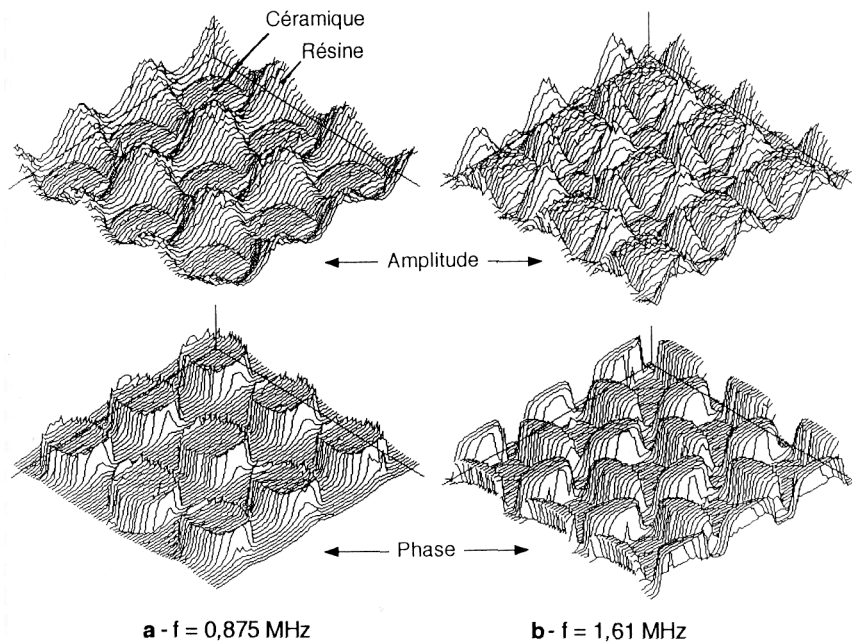 Céramique
Résine
Amplitude
Phase
a - f = 0,875 MHz
b - f = 1,61 MHz